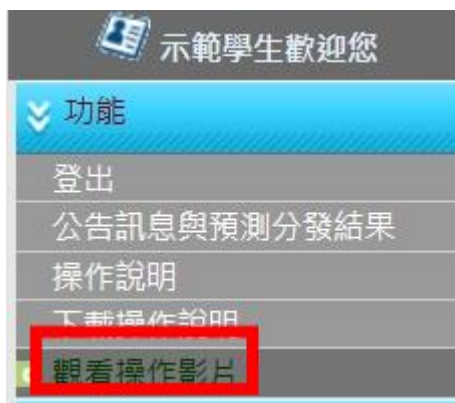 示範學生歡迎您
功能
登出
公告訊息與預測分發結果
操作說明
下載操作說明
觀看操作影片